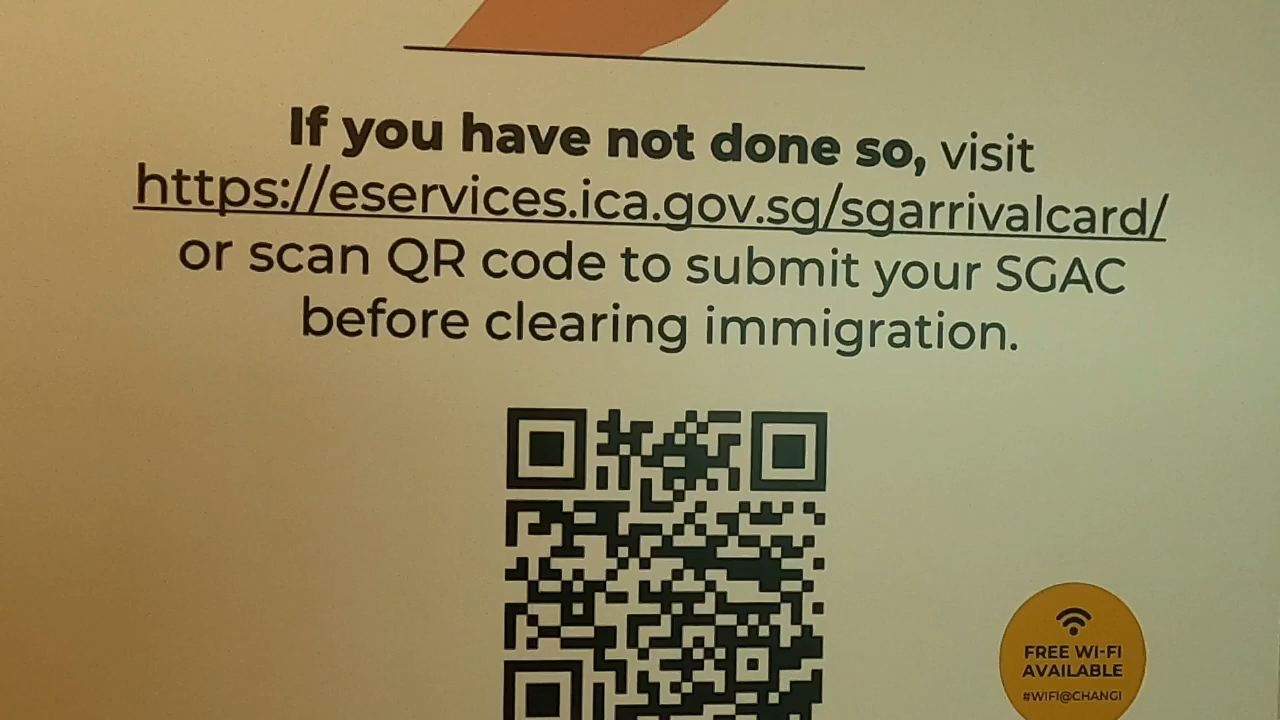 If you have not done so, visit
https://eservices.ica.gov.sg/sgarrivalcard/
or scan QR code to submit your SGAC
before clearing immigration.
FREE WI-FI
AVAILABLE
#WIFI@CHANGI